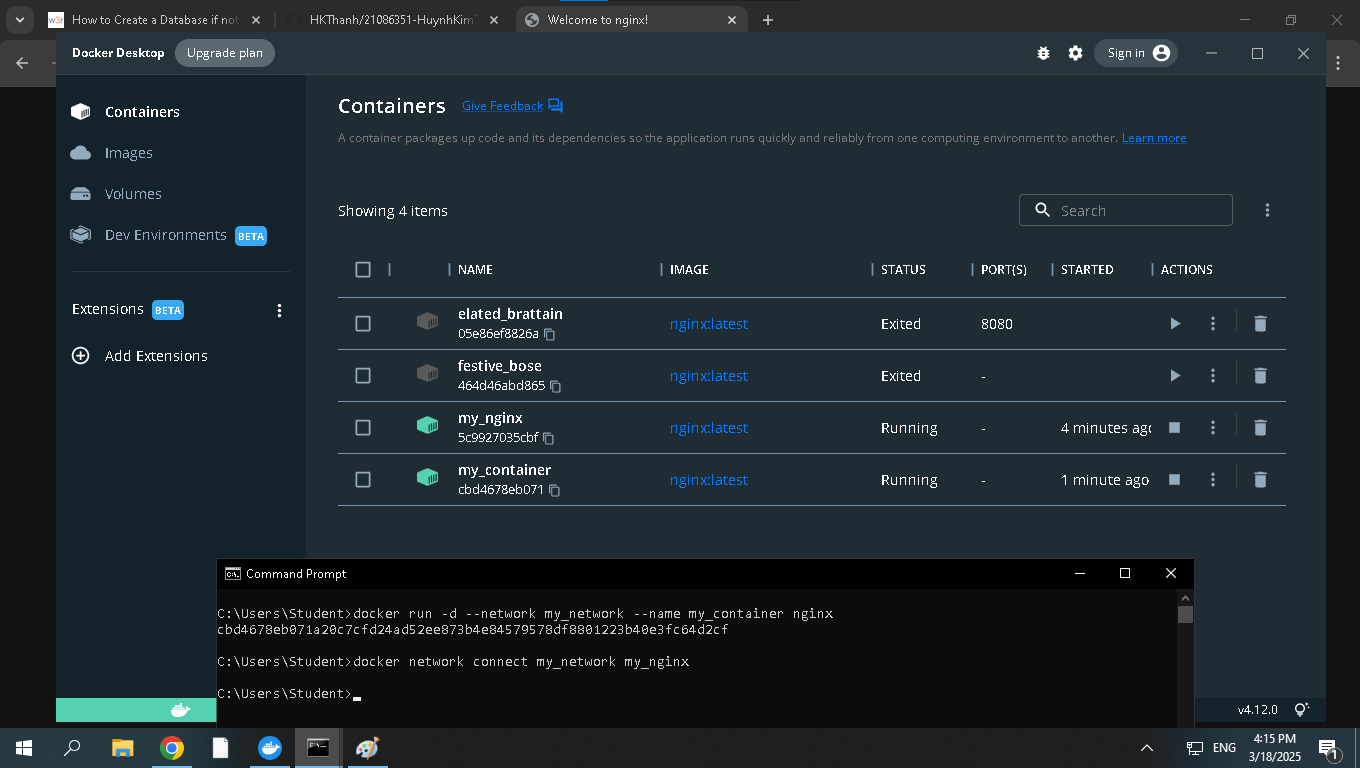 w3r How to Create a Database if not
HKThanh/21086351-HuynhKimT
Welcome to nginx!
Docker Desktop
Upgrade plan
Sign in
Containers
Images
Volumes
Dev Environments BETA
Extensions BETA
Add Extensions
Containers Give Feedback
A container packages up code and its dependencies so the application runs quickly and reliably from one computing environment to another. Learn more
Showing 4 items
Search
NAME IMAGE STATUS PORT(S) STARTED ACTIONS
elated_brattain
05e86ef8826a
nginx:latest Exited 8080
festive_bose
464d46abd865
nginx:latest Exited -
my_nginx
5c9927035cbf
nginx:latest Running - 4 minutes ago
my_container
cbd4678eb071
nginx:latest Running - 1 minute ago
Command Prompt
C:\Users\Student>docker run -d --network my_network --name my_container nginx
cbd4678eb071a20c7cfd24ad52ee873b4e84579578df8801223b40e3fc64d2cf
C:\Users\Student>docker network connect my_network my_nginx
C:\Users\Student>
v4.12.0
ENG
4:15 PM
3/18/2025
1